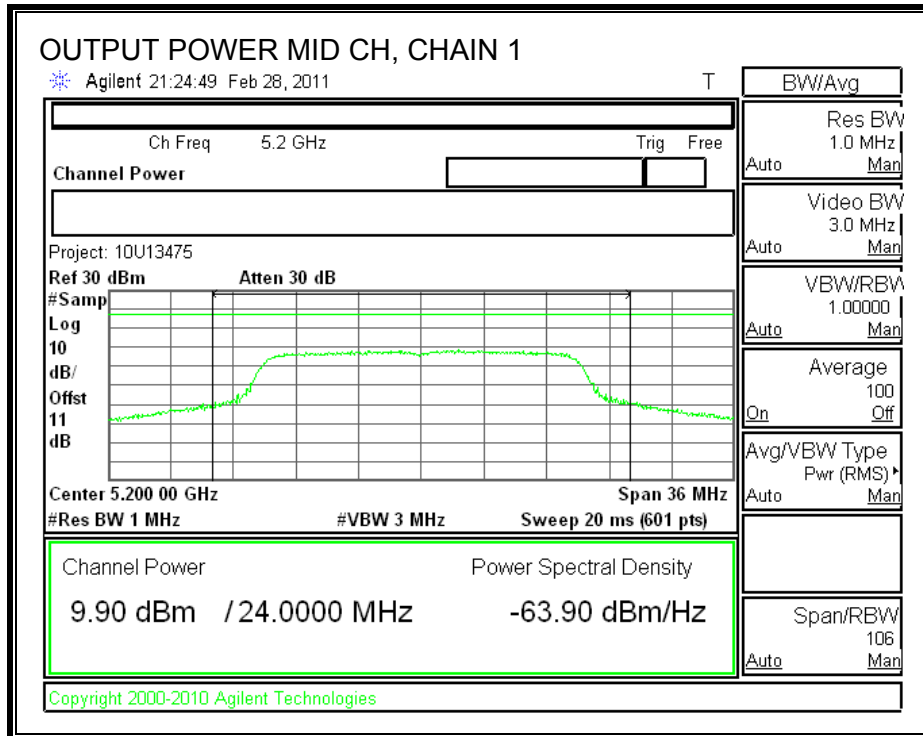 OUTPUT POWER MID CH, CHAIN 1
Agilent 21:24:49 Feb 28, 2011 T
BW/Avg
Ch Freq 5.2 GHz Trig Free
Channel Power
Project: 10U13475
Ref 30 dBm Atten 30 dB
#Samp
Log
10
dB/
Offst
11
dB
Center 5.200 00 GHz Span 36 MHz
#Res BW 1 MHz #VBW 3 MHz Sweep 20 ms (601 pts)
Channel Power Power Spectral Density
9.90 dBm / 24.0000 MHz -63.90 dBm/Hz
Copyright 2000-2010 Agilent Technologies
Res BW
1.0 MHz
Auto Man
Video BW
3.0 MHz
Auto Man
VBW/RBW
1.00000
Auto Man
Average
100
On Off
Avg/VBW Type
Pwr (RMS)
Auto Man
Span/RBW
106
Auto Man